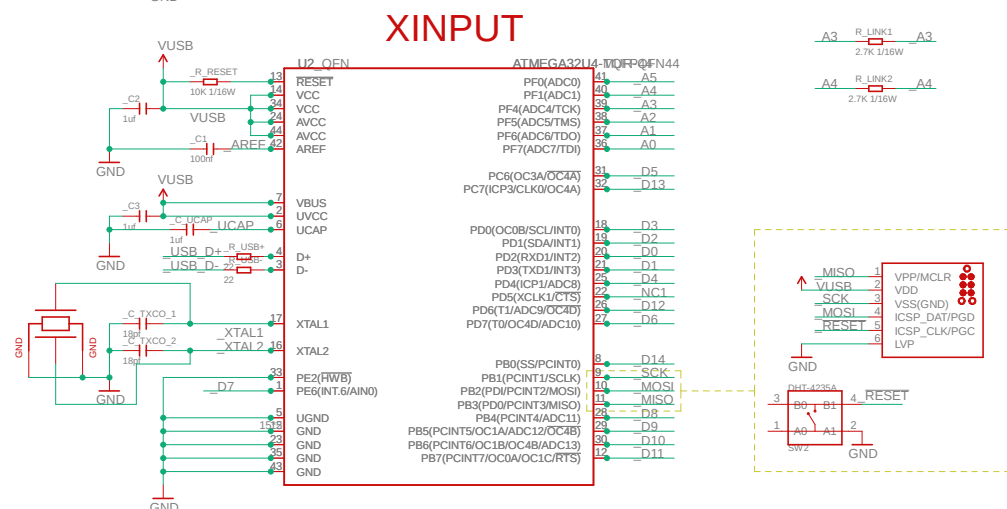 GND
XINPUT
VUSB
_R_RESET
10K 1/16W
_C2
1uf
VUSB
_C1
100nf
_AREF
GND
U2_QFN
13 RESET
14 VCC
34 VCC
24 AVCC
44 AVCC
42 AREF
VUSB
_C3
1uf
_C_UCAP
1uf
_UCAP
GND
7 VBUS
2 UVCC
6 UCAP
_USB_D+
_R_USB+
22
4 D+
_USB_D-
_R_USB-
22
3 D-
_C_TXCO_1
18pf
_XTAL1
17 XTAL1
_C_TXCO_2
18pf
_XTAL2
16 XTAL2
GND
GND
GND
33 PE2(HWB)
_D7
1 PE6(INT.6/AIN0)
5 UGND
15 GND
23 GND
35 GND
43 GND
GND
PF0(ADC0) 41 _A5
PF1(ADC1) 40 _A4
PF4(ADC4/TCK) 39 _A3
PF5(ADC5/TMS) 38 _A2
PF6(ADC6/TDO) 37 _A1
PF7(ADC7/TDI) 36 _A0
PC6(OC3A/OC4A) 31 _D5
PC7(ICP3/CLK0/OC4A) 32 _D13
PD0(OC0B/SCL/INT0) 18 _D3
PD1(SDA/INT1) 19 _D2
PD2(RXD1/INT2) 20 _D0
PD3(TXD1/INT3) 21 _D1
PD4(ICP1/ADC8) 25 _D4
PD5(XCLK1/CTS) 22 _NC1
PD6(T1/ADC9/OC4D) 26 _D12
PD7(T0/OC4D/ADC10) 27 _D6
PB0(SS/PCINT0) 8 _D14
PB1(PCINT1/SCLK) 9 _SCK
PB2(PDI/PCINT2/MOSI) 10 _MOSI
PB3(PD0/PCINT3/MISO) 11 _MISO
PB4(PCINT4/ADC11) 28 _D8
PB5(PCINT5/OC1A/ADC12/OC4B) 29 _D9
PB6(PCINT6/OC1B/OC4B/ADC13) 30 _D10
PB7(PCINT7/OC0A/OC1C/RTS) 12 _D11
_A3 R_LINK1 _A3
2.7K 1/16W
_A4 R_LINK2 _A4
2.7K 1/16W
_MISO 1 VPP/MCLR
VUSB 2 VDD
_SCK 3 VSS(GND)
_MOSI 4 ICSP_DAT/PGD
_RESET 5 ICSP_CLK/PGC
6 LVP
GND
DHT-4235A
3 B0 B1 4 _RESET
1 A0 A1 2
SW2
GND